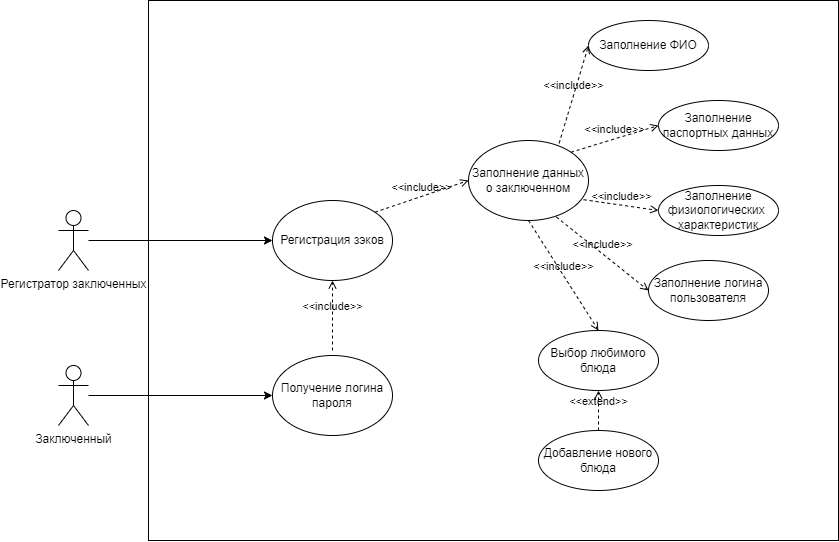 Заполнение ФИО
<<include>>
Заполнение
паспортных данных
<<include>>
Заполнение данных
о заключенном
<<include>>
Заполнение
физиологических
характеристик
<<include>>
Регистрация зэков
<<include>>
Заполнение логина
пользователя
<<include>>
Регистратор заключенных
<<include>>
Выбор любимого
блюда
Получение логина
пароля
<<extend>>
Заключенный
Добавление нового
блюда